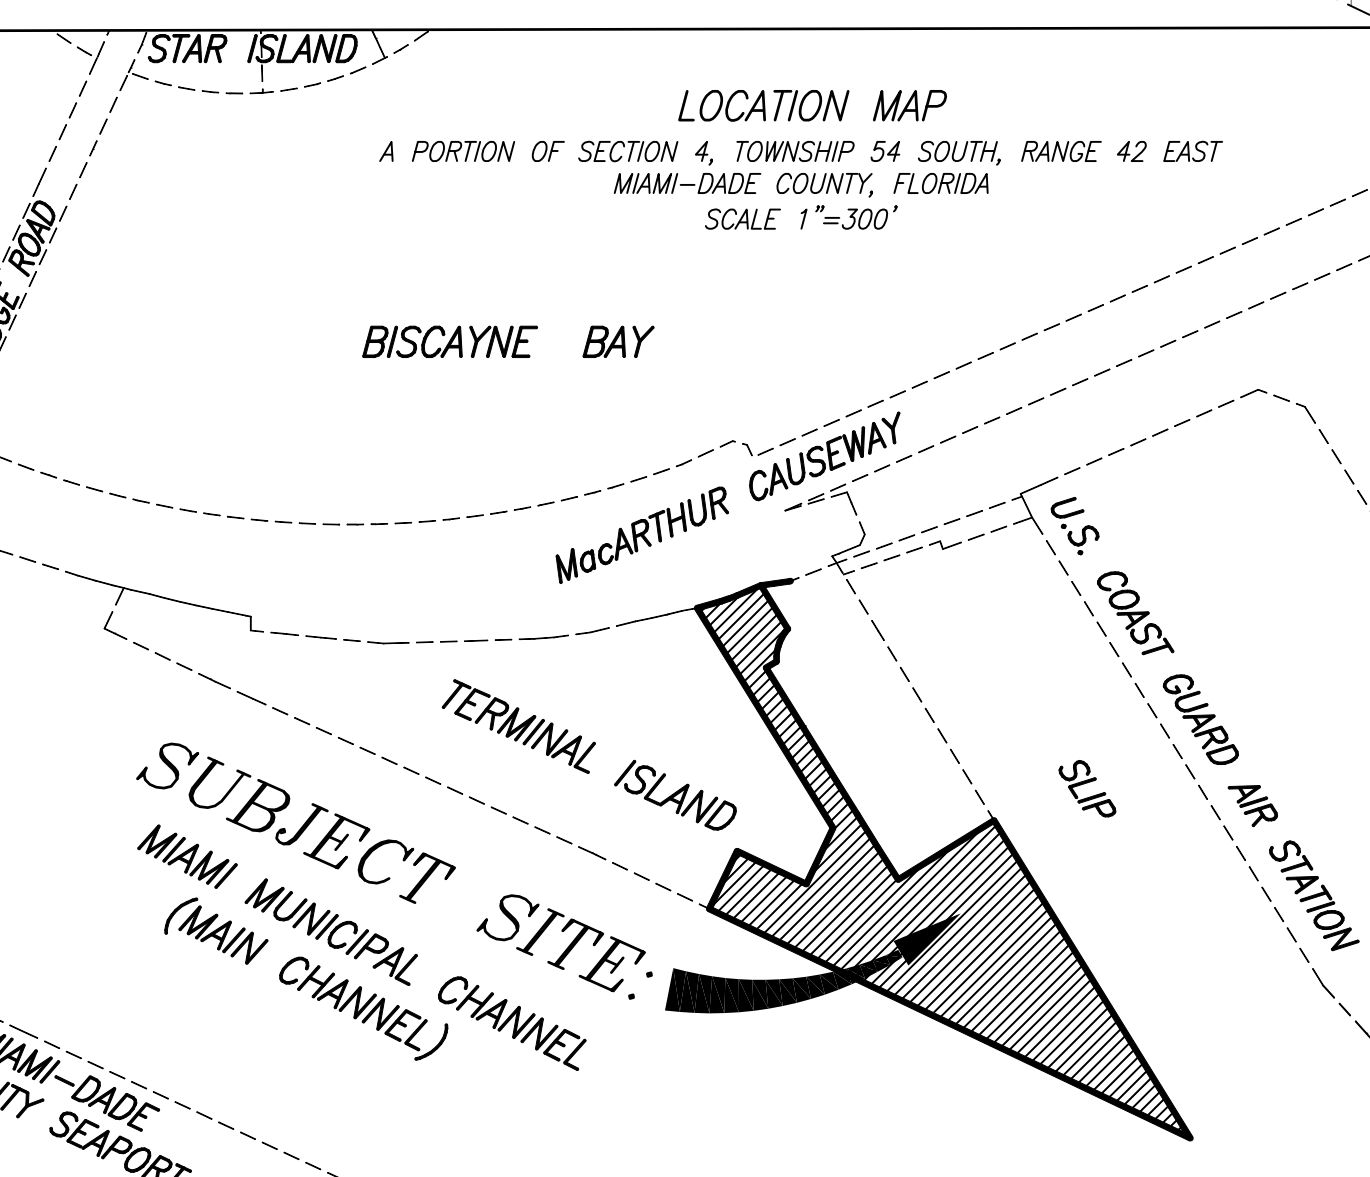 STAR ISLAND
LOCATION MAP
A PORTION OF SECTION 4, TOWNSHIP 54 SOUTH, RANGE 42 EAST
MIAMI-DADE COUNTY, FLORIDA
SCALE 1"=300'
ROAD
BISCAYNE BAY
MacARTHUR CAUSEWAY
U.S. COAST GUARD AIR STATION
TERMINAL ISLAND
SLIP
SUBJECT SITE:
MIAMI MUNICIPAL CHANNEL
(MAIN CHANNEL)
SEAPORT